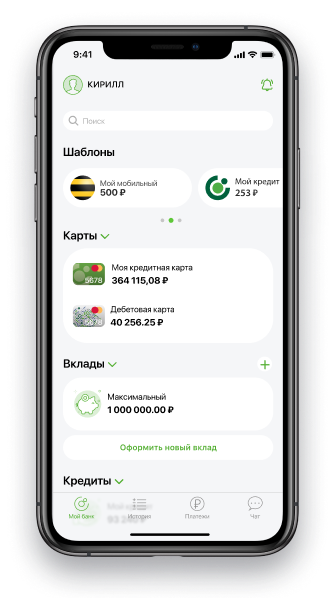 9:41
КИРИЛЛ
Поиск
Шаблоны
Мой мобильный
500 ₽
Мой кредит
253 ₽
Карты
Моя кредитная карта
364 115,08 ₽
5678
Дебетовая карта
40 256.25 ₽
5678
Вклады
Максимальный
1 000 000.00 ₽
Оформить новый вклад
Кредиты
Мой Банк
История
Платежи
Чат